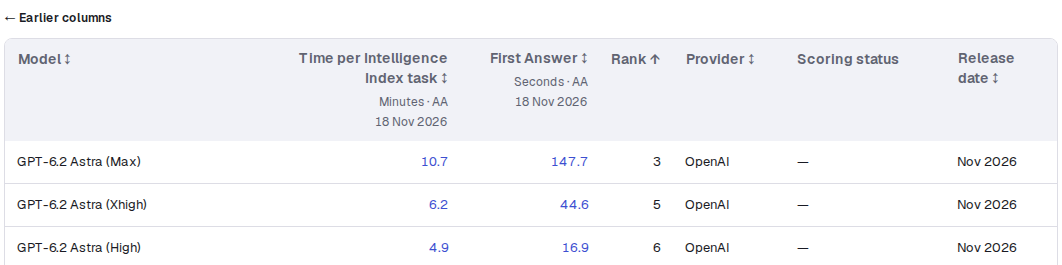 ← Earlier columns
Model ↕ Time per Intelligence Index task ↕ Minutes · AA 18 Nov 2026 First Answer ↕ Seconds · AA 18 Nov 2026 Rank ↑ Provider ↕ Scoring status Release date ↕
GPT-6.2 Astra (Max) 10.7 147.7 3 OpenAI — Nov 2026
GPT-6.2 Astra (Xhigh) 6.2 44.6 5 OpenAI — Nov 2026
GPT-6.2 Astra (High) 4.9 16.9 6 OpenAI — Nov 2026